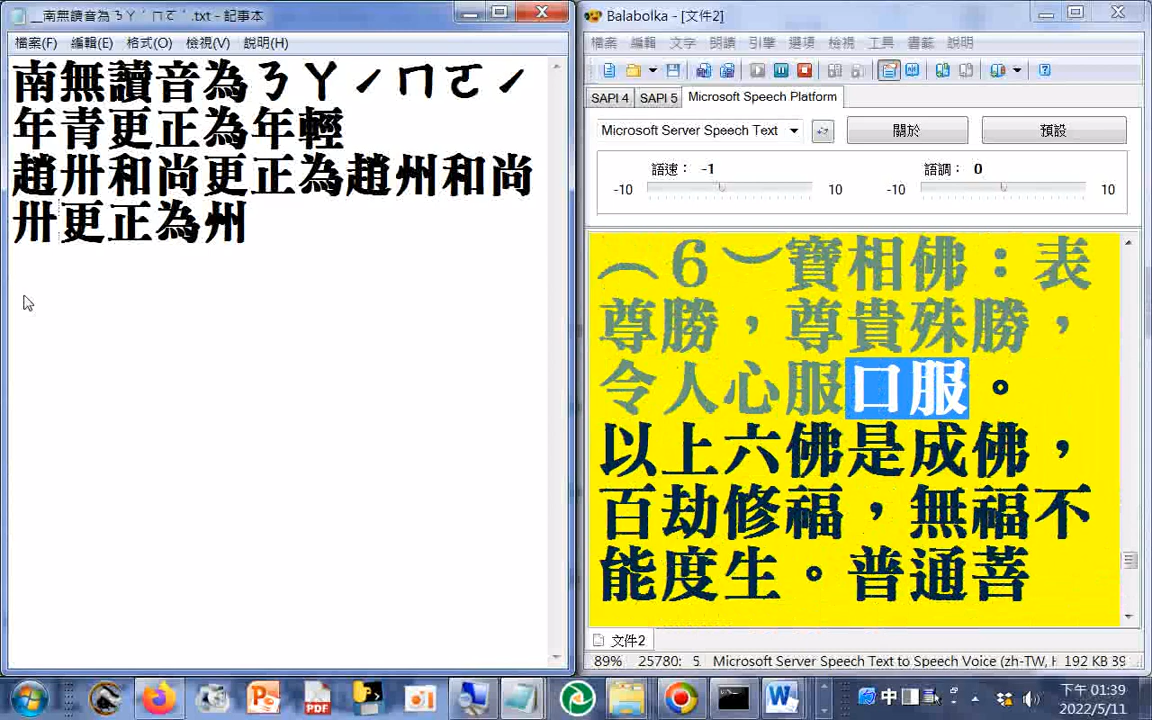 __南無讀音為ㄋㄚˊㄇㄛˊ.txt - 記事本
檔案(F) 編輯(E) 格式(O) 檢視(V) 說明(H)
南無讀音為ㄋㄚˊㄇㄛˊ
年青更正為年輕
趙卅和尚更正為趙州和尚
卅更正為州
Balabolka - [文件2]
檔案 編輯 文字 朗讀 引擎 選項 檢視 工具 書籤 說明
SAPI 4 SAPI 5 Microsoft Speech Platform
Microsoft Server Speech Text 關於 預設
語速： -1 語調： 0
-10 10 -10 10
︵6︶寶相佛：表
尊勝，尊貴殊勝，
令人心服口服。
以上六佛是成佛，
百劫修福，無福不
能度生。普通菩
文件2
89% 25780: 5 Microsoft Server Speech Text to Speech Voice (zh-TW, H 192 KB 39
中
下午 01:39
2022/5/11